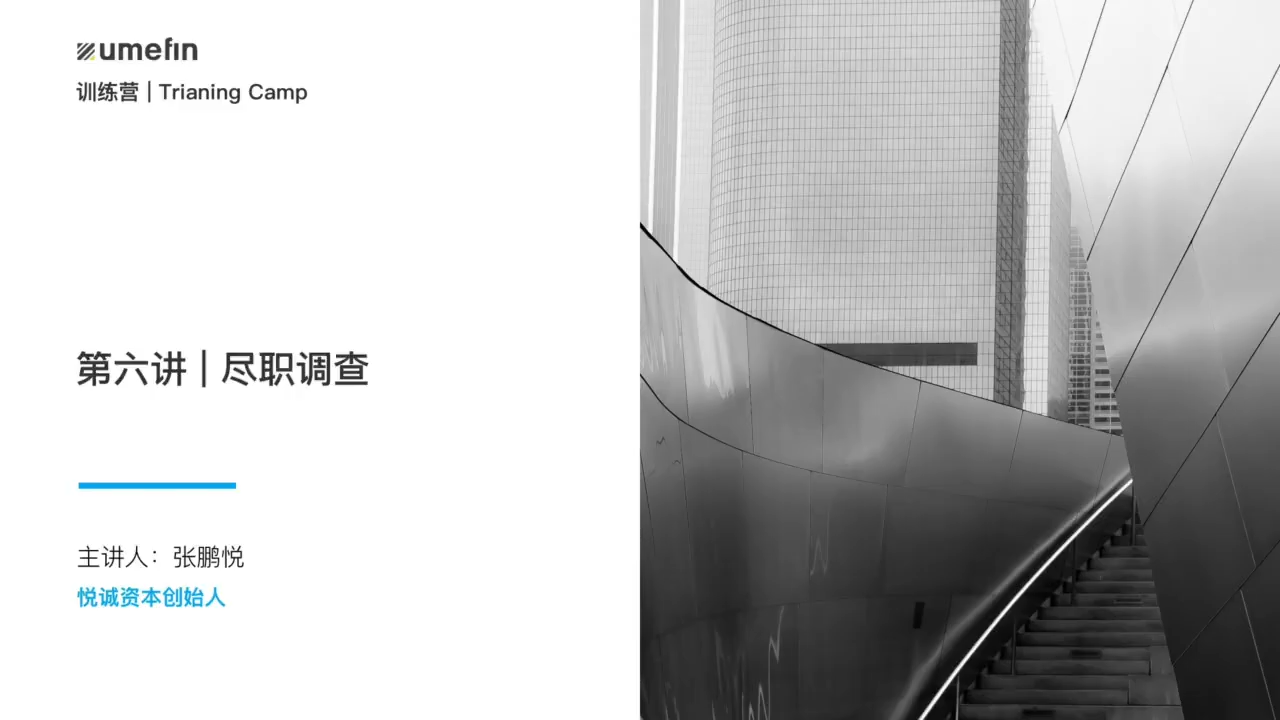 umefin
训练营 | Trianing Camp
第六讲 | 尽职调查
主讲人：张鹏悦
悦诚资本创始人